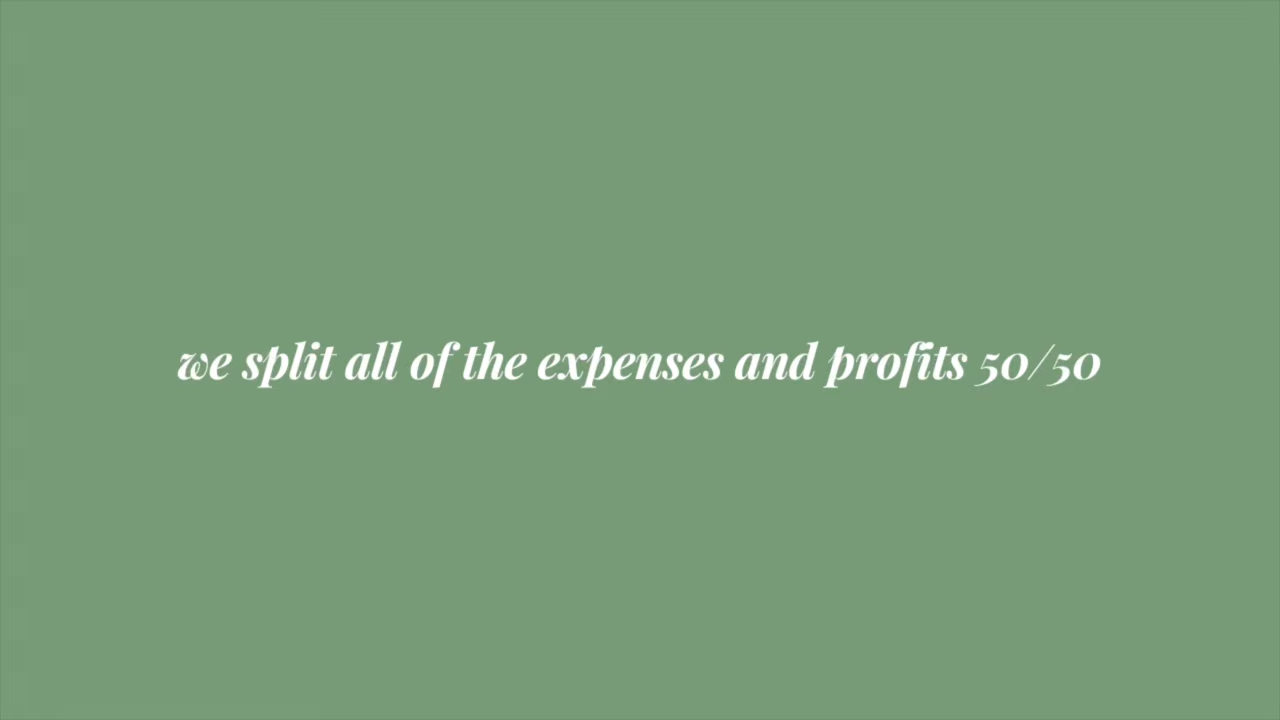 we split all of the expenses and profits 50/50